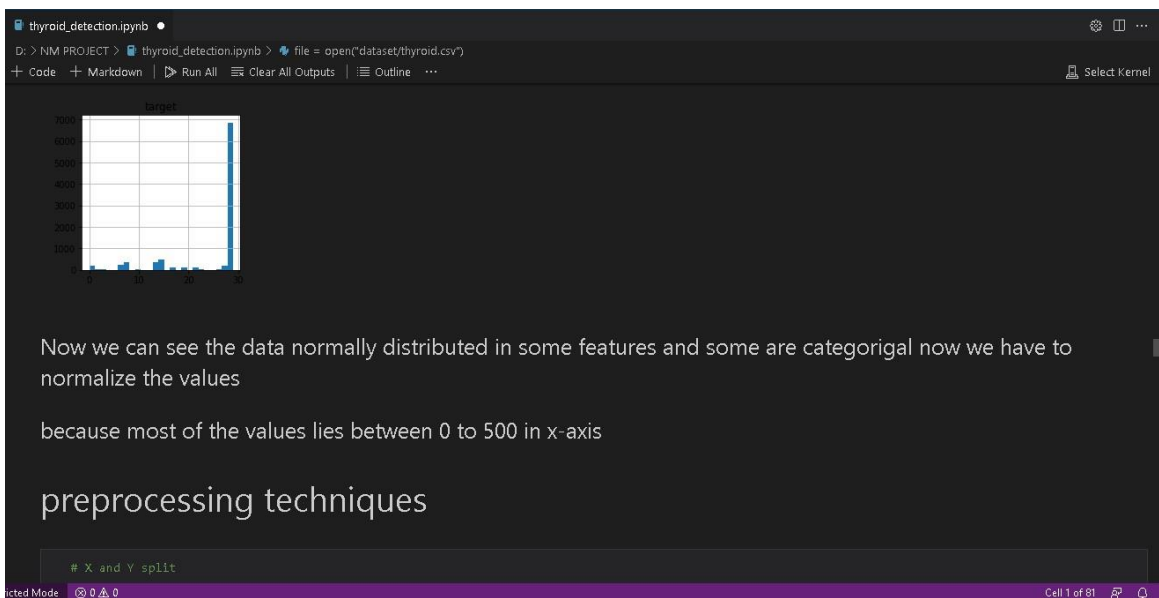 thyroid_detection.ipynb ●
D: > NM PROJECT > thyroid_detection.ipynb > file = open("dataset/thyroid.csv")
+ Code + Markdown | Run All Clear All Outputs | Outline ... Select Kernel
target
7000
6000
5000
4000
3000
2000
1000
0
0 10 20 30
Now we can see the data normally distributed in some features and some are categorigal now we have to
normalize the values
because most of the values lies between 0 to 500 in x-axis
preprocessing techniques
# X and Y split
icted Mode 0 0 Cell 1 of 81